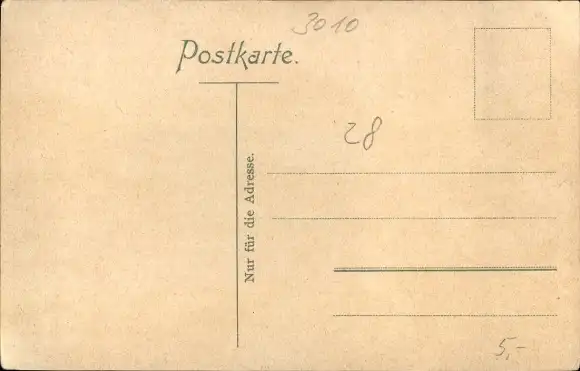 3010
Postkarte.
28
Nur für die Adresse.
5,-